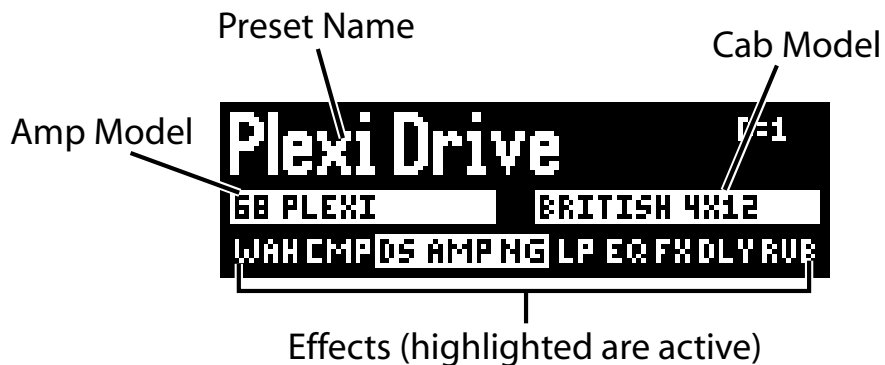 Preset Name
Cab Model
Amp Model
Plexi Drive
68 PLEXI
BRITISH 4X12
WAH CMP DS AMP NG LP EQ FX DLY RVB
Effects (highlighted are active)